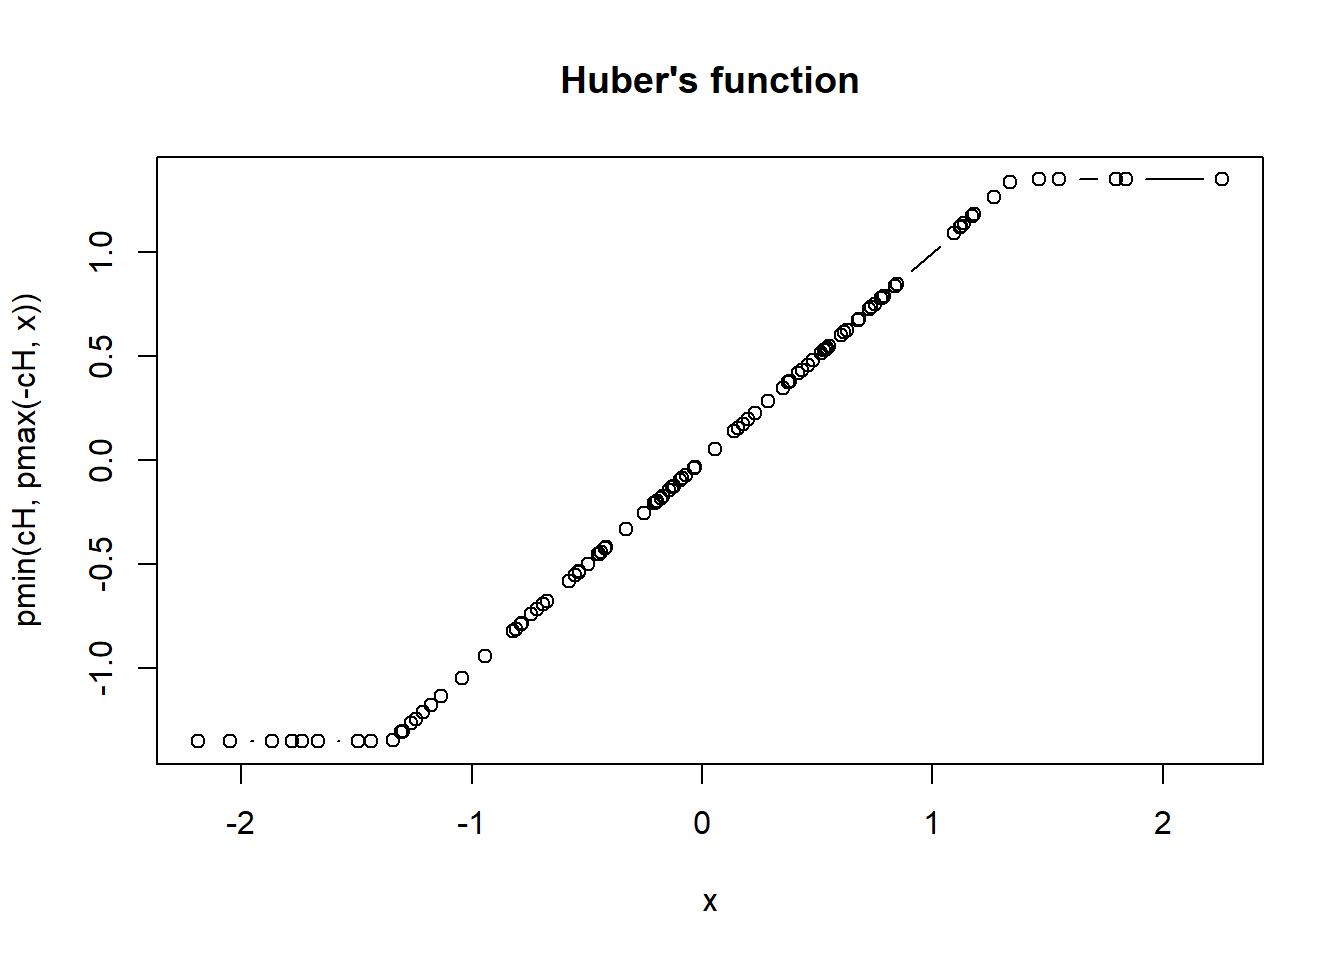 Huber's function
pmin(cH, pmax(-cH, x))
1.0
0.5
0.0
-0.5
-1.0
-2 -1 0 1 2
x